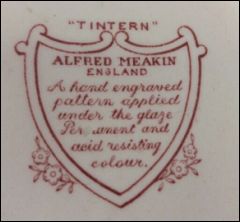 "TINTERN"
ALFRED MEAKIN
ENGLAND
A hand engraved
pattern applied
under the glaze
Per anent and
acid resisting
colour.